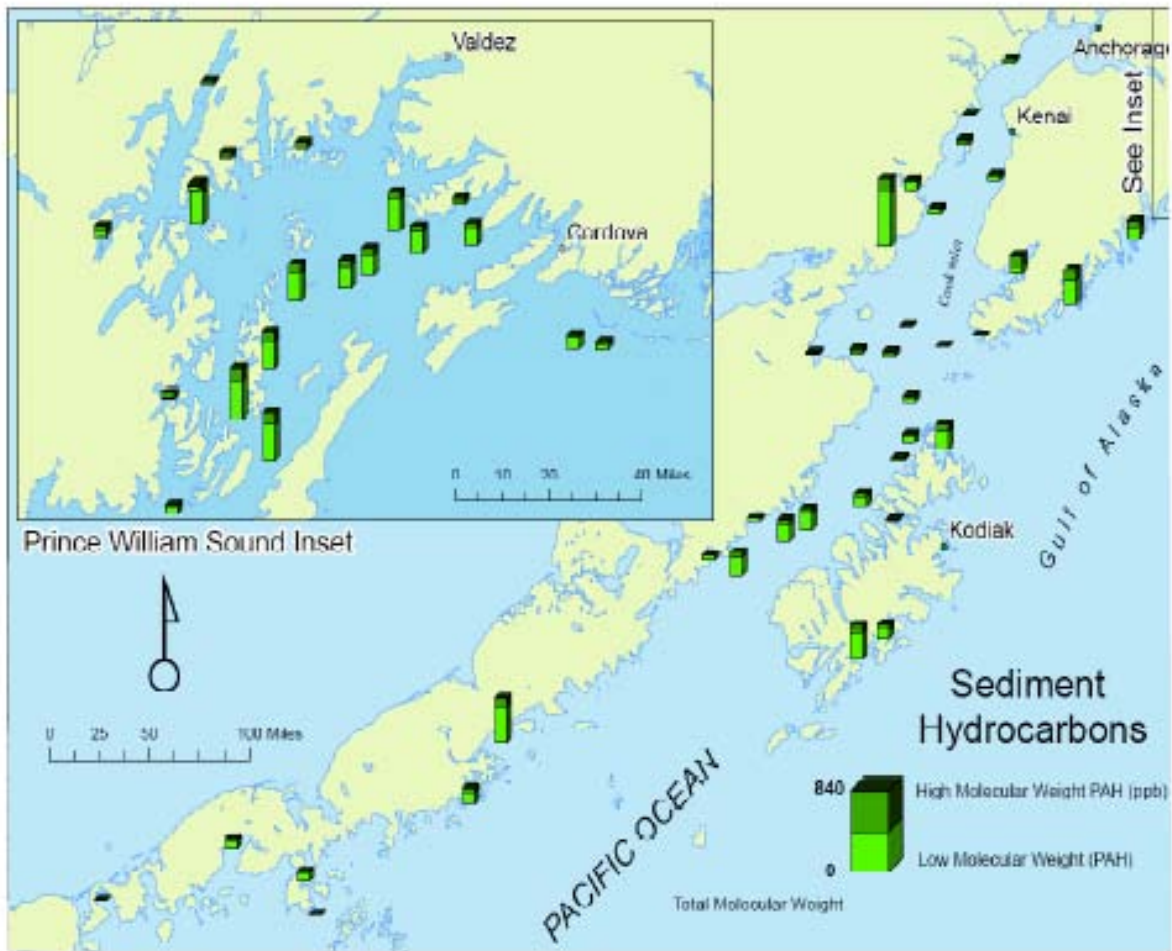 Valdez
Cordova
0 10 20 40 Miles
Prince William Sound Inset
Anchorage
Kenai
See Inset
Cook Inlet
Gulf of Alaska
Kodiak
0 25 50 100 Miles
PACIFIC OCEAN
Sediment
Hydrocarbons
840
High Molecular Weight PAH (ppb)
Low Molecular Weight (PAH)
0
Total Molecular Weight